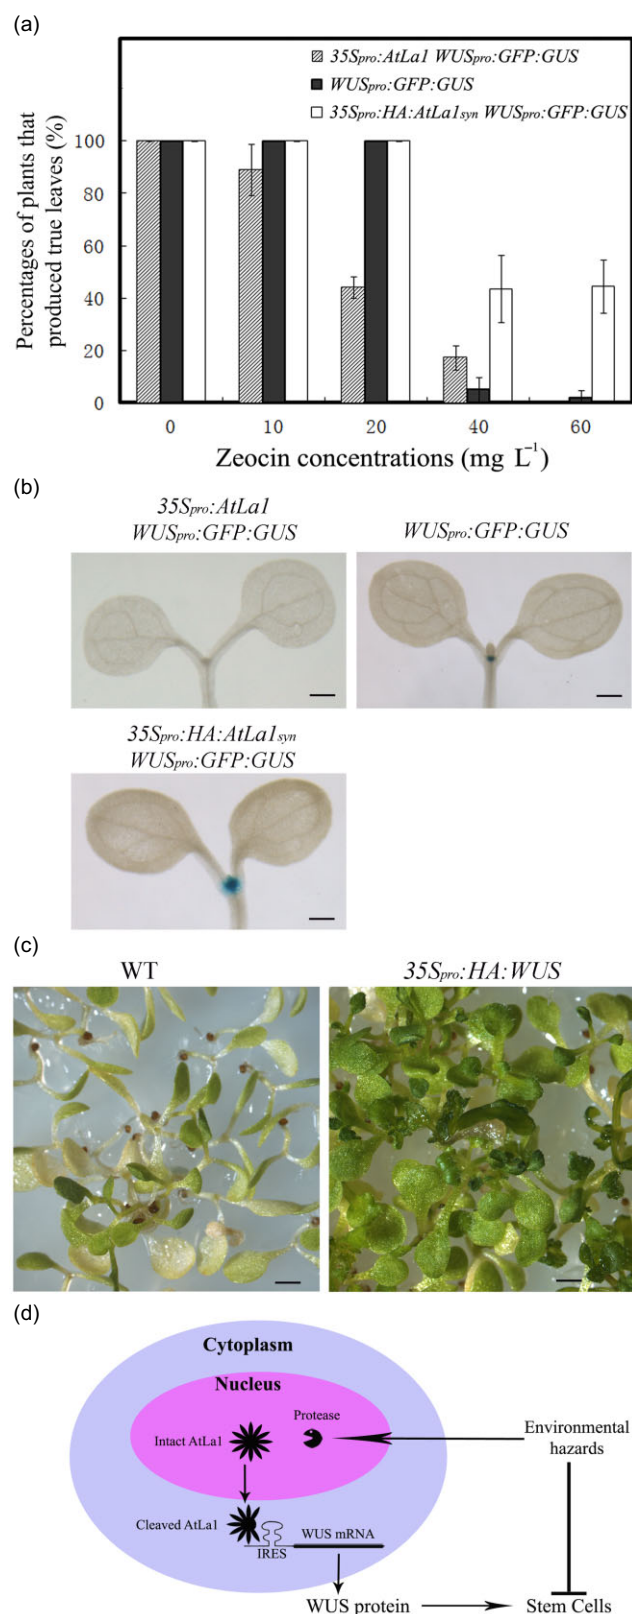 (a)
35Spro:AtLa1 WUSpro:GFP:GUS
WUSpro:GFP:GUS
35Spro:HA:AtLa1syn WUSpro:GFP:GUS
Percentages of plants that
produced true leaves (%)
100
80
60
40
20
0
0 10 20 40 60
Zeocin concentrations (mg L⁻¹)
(b)
35Spro:AtLa1
WUSpro:GFP:GUS
WUSpro:GFP:GUS
35Spro:HA:AtLa1syn
WUSpro:GFP:GUS
(c)
WT
35Spro:HA:WUS
(d)
Cytoplasm
Nucleus
Protease
Intact AtLa1
Environmental
hazards
Cleaved AtLa1
WUS mRNA
IRES
WUS protein
Stem Cells